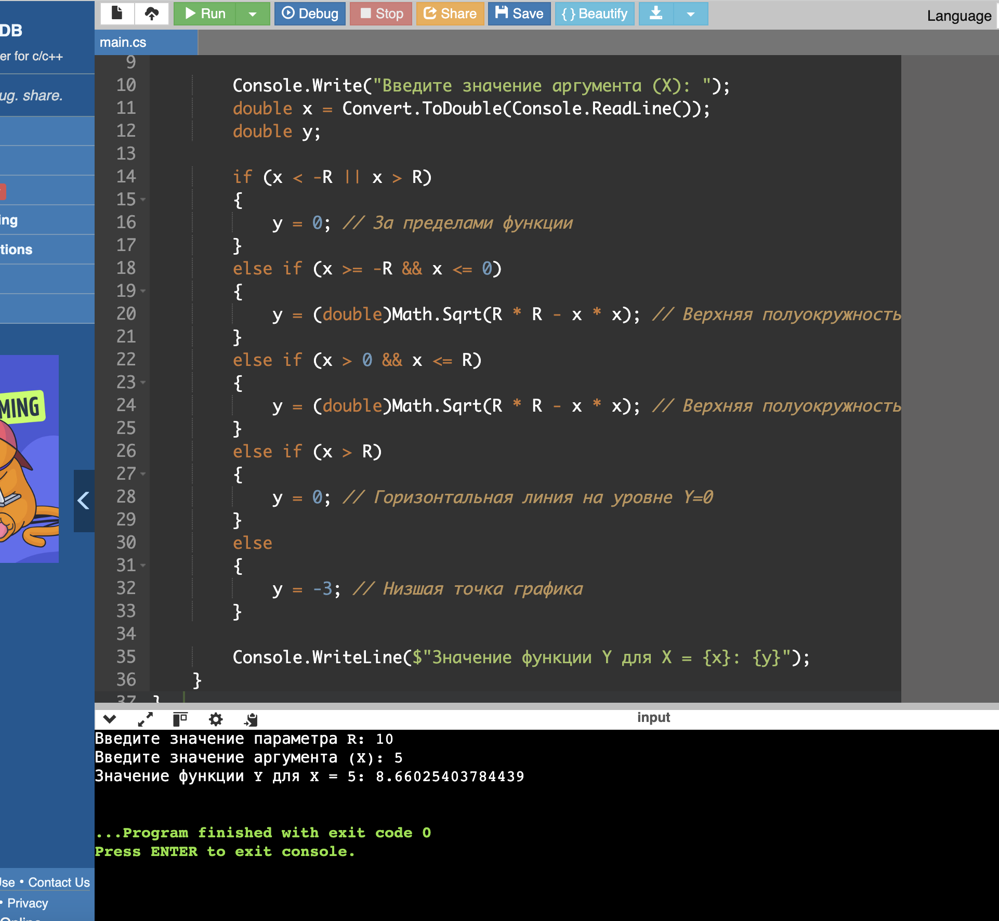 Run
Debug
Stop
Share
Save
{ } Beautify
Language
DB
er for c/c++
ug. share.
ing
tions
MING
Use • Contact Us
• Privacy
main.cs
9
10 Console.Write("Введите значение аргумента (X): ");
11 double x = Convert.ToDouble(Console.ReadLine());
12 double y;
13
14 if (x < -R || x > R)
15 {
16 y = 0; // За пределами функции
17 }
18 else if (x >= -R && x <= 0)
19 {
20 y = (double)Math.Sqrt(R * R - x * x); // Верхняя полуокружность
21 }
22 else if (x > 0 && x <= R)
23 {
24 y = (double)Math.Sqrt(R * R - x * x); // Верхняя полуокружность
25 }
26 else if (x > R)
27 {
28 y = 0; // Горизонтальная линия на уровне Y=0
29 }
30 else
31 {
32 y = -3; // Низшая точка графика
33 }
34
35 Console.WriteLine($"Значение функции Y для X = {x}: {y}");
36 }
37 }
input
Введите значение параметра R: 10
Введите значение аргумента (X): 5
Значение функции Y для X = 5: 8.66025403784439
...Program finished with exit code 0
Press ENTER to exit console.